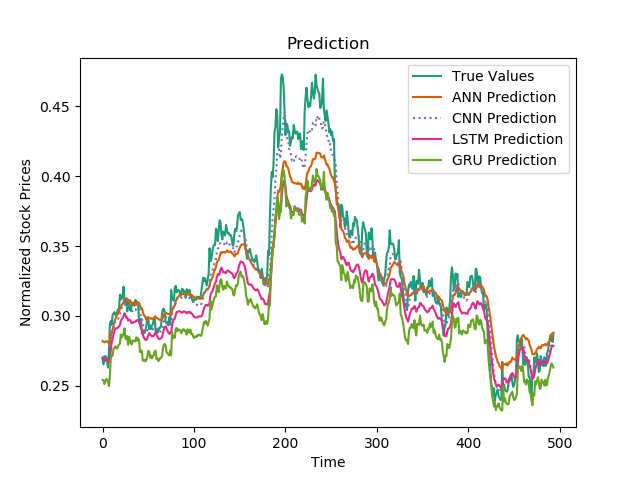 Prediction
True Values
ANN Prediction
CNN Prediction
LSTM Prediction
GRU Prediction
Normalized Stock Prices
0.45
0.40
0.35
0.30
0.25
0 100 200 300 400 500
Time